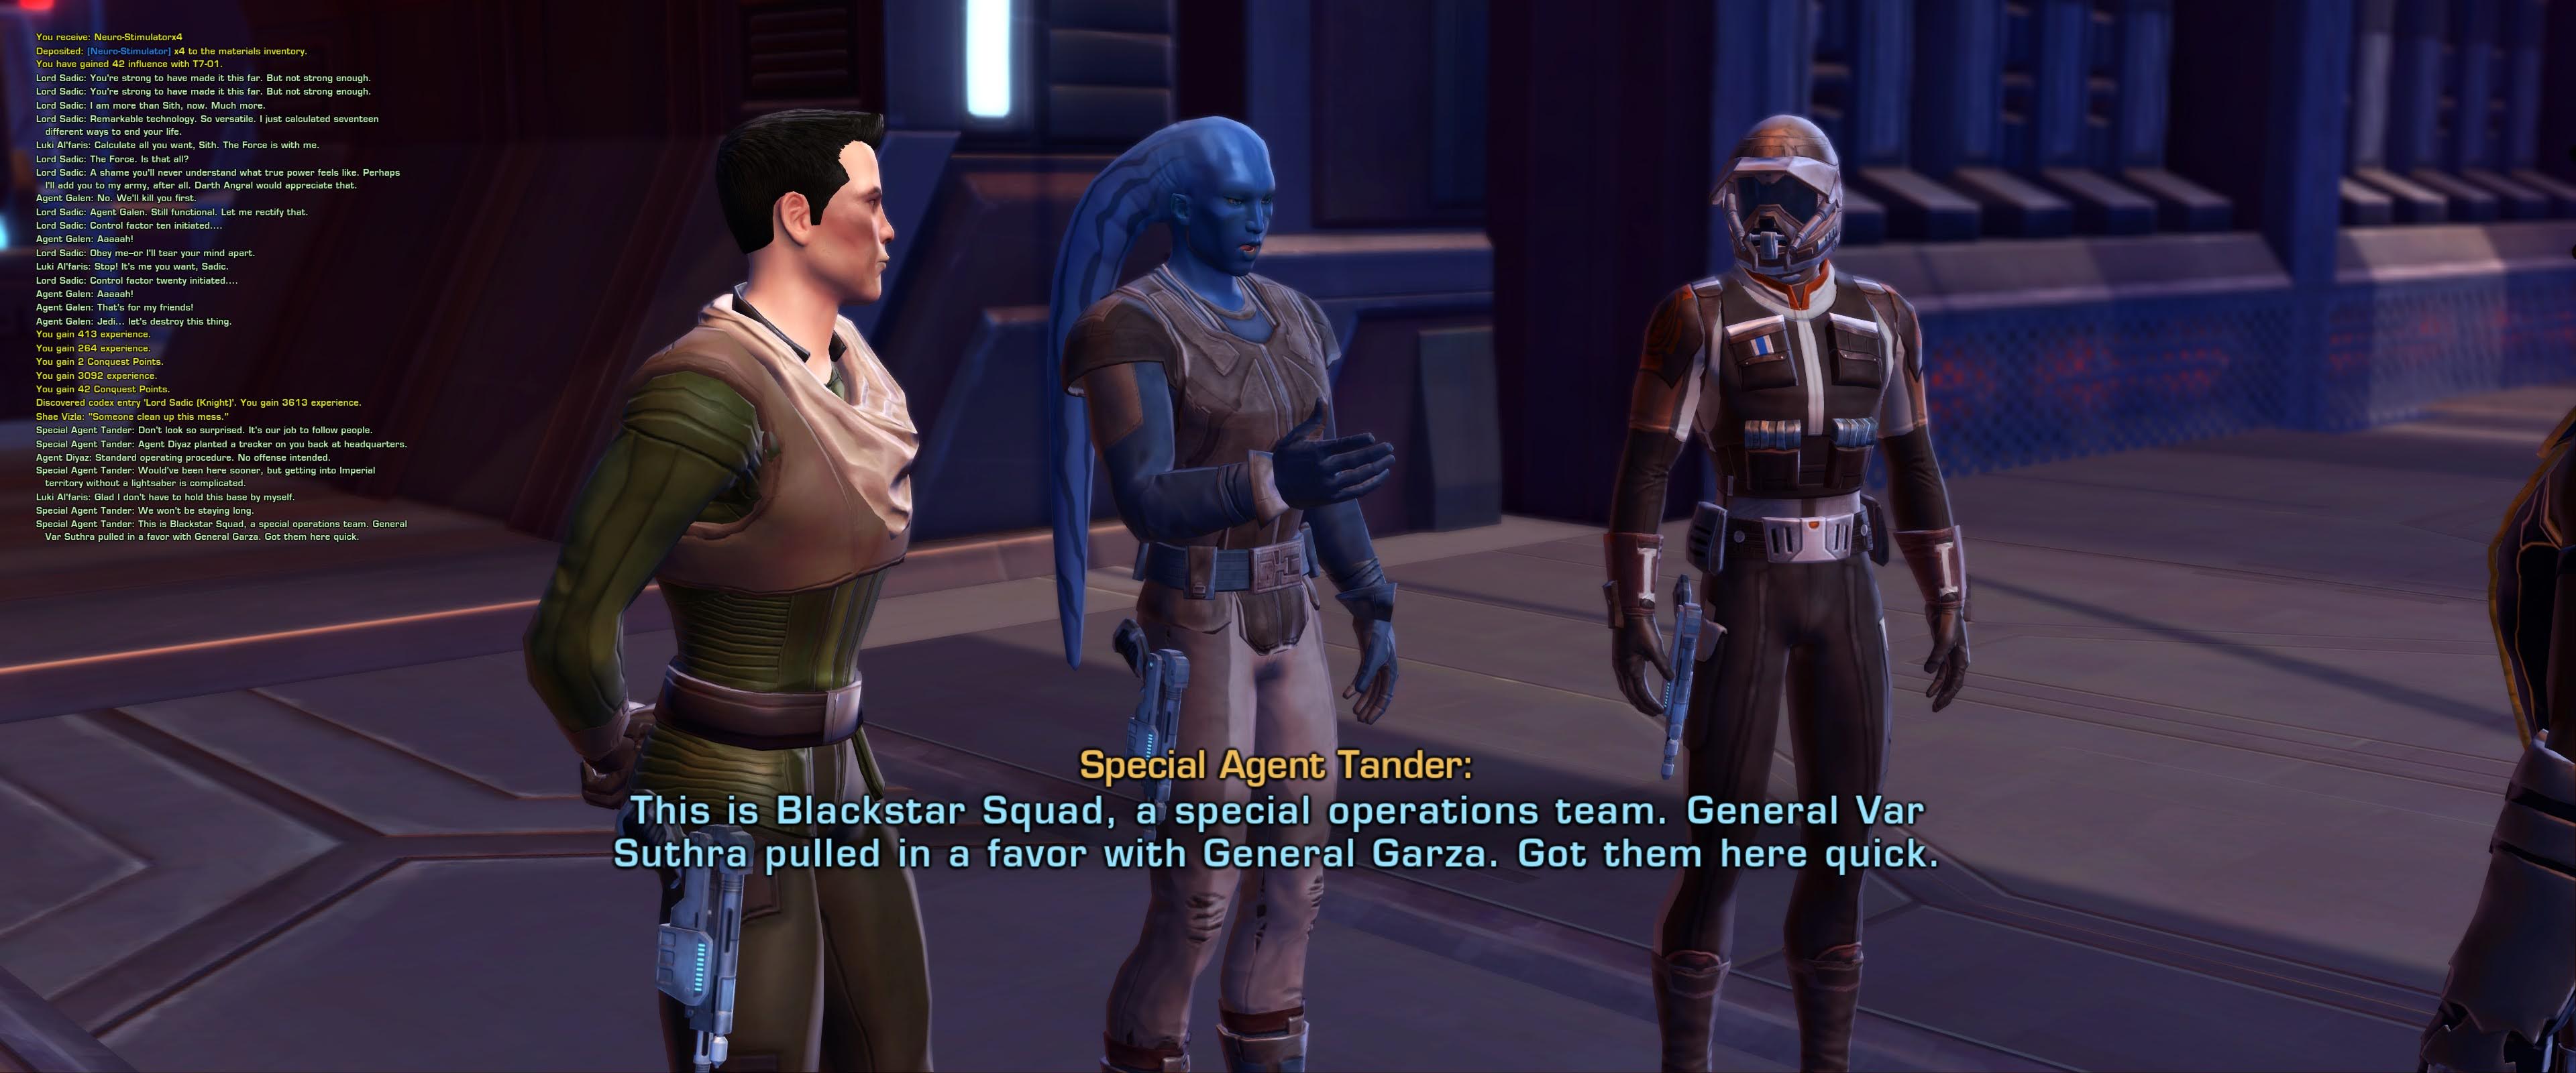 You receive: Neuro-Stimulatorx4
Deposited: [Neuro-Stimulator] x4 to the materials inventory.
You have gained 42 influence with T7-01.
Lord Sadic: You're strong to have made it this far. But not strong enough.
Lord Sadic: You're strong to have made it this far. But not strong enough.
Lord Sadic: I am more than Sith, now. Much more.
Lord Sadic: Remarkable technology. So versatile. I just calculated seventeen
different ways to end your life.
Luki Al'faris: Calculate all you want, Sith. The Force is with me.
Lord Sadic: The Force. Is that all?
Lord Sadic: A shame you'll never understand what true power feels like. Perhaps
I'll add you to my army, after all. Darth Angral would appreciate that.
Agent Galen: No. We'll kill you first.
Lord Sadic: Agent Galen. Still functional. Let me rectify that.
Lord Sadic: Control factor ten initiated....
Agent Galen: Aaaaah!
Lord Sadic: Obey me—or I'll tear your mind apart.
Luki Al'faris: Stop! It's me you want, Sadic.
Lord Sadic: Control factor twenty initiated....
Agent Galen: Aaaaah!
Agent Galen: That's for my friends!
Agent Galen: Jedi... let's destroy this thing.
You gain 413 experience.
You gain 264 experience.
You gain 2 Conquest Points.
You gain 3092 experience.
You gain 42 Conquest Points.
Discovered codex entry 'Lord Sadic (Knight)'. You gain 3613 experience.
Shae Vizla: "Someone clean up this mess."
Special Agent Tander: Don't look so surprised. It's our job to follow people.
Special Agent Tander: Agent Diyaz planted a tracker on you back at headquarters.
Agent Diyaz: Standard operating procedure. No offense intended.
Special Agent Tander: Would've been here sooner, but getting into Imperial
territory without a lightsaber is complicated.
Luki Al'faris: Glad I don't have to hold this base by myself.
Special Agent Tander: We won't be staying long.
Special Agent Tander: This is Blackstar Squad, a special operations team. General
Var Suthra pulled in a favor with General Garza. Got them here quick.
Special Agent Tander:
This is Blackstar Squad, a special operations team. General Var
Suthra pulled in a favor with General Garza. Got them here quick.